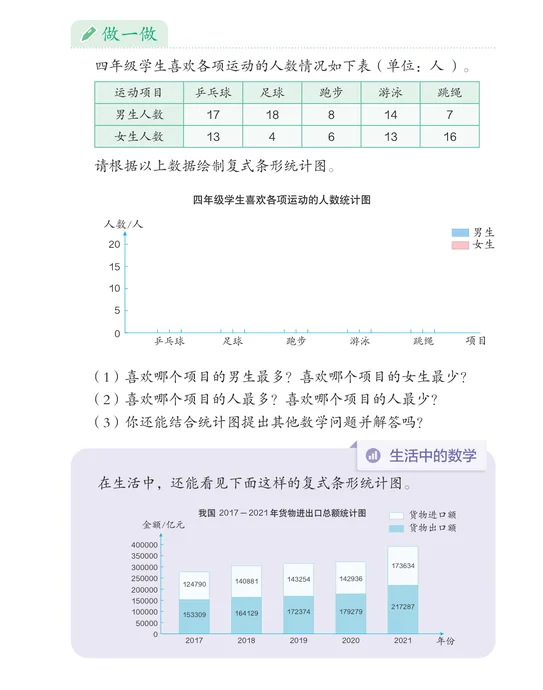 做一做
四年级学生喜欢各项运动的人数情况如下表（单位：人 ）。
运动项目 乒乓球 足球 跑步 游泳 跳绳
男生人数 17 18 8 14 7
女生人数 13 4 6 13 16
请根据以上数据绘制复式条形统计图。
四年级学生喜欢各项运动的人数统计图
人数/人
男生
女生
20
15
10
5
0
乒乓球 足球 跑步 游泳 跳绳 项目
（1）喜欢哪个项目的男生最多？喜欢哪个项目的女生最少？
（2）喜欢哪个项目的人最多？喜欢哪个项目的人最少？
（3）你还能结合统计图提出其他数学问题并解答吗？
生活中的数学
在生活中，还能看见下面这样的复式条形统计图。
我国 2017－2021年货物进出口总额统计图
货物进口额
货物出口额
金额/亿元
400000
350000
300000
250000
200000
150000
100000
50000
0
124790 140881 143254 142936 173634
153309 164129 172374 179279 217287
2017 2018 2019 2020 2021 年份